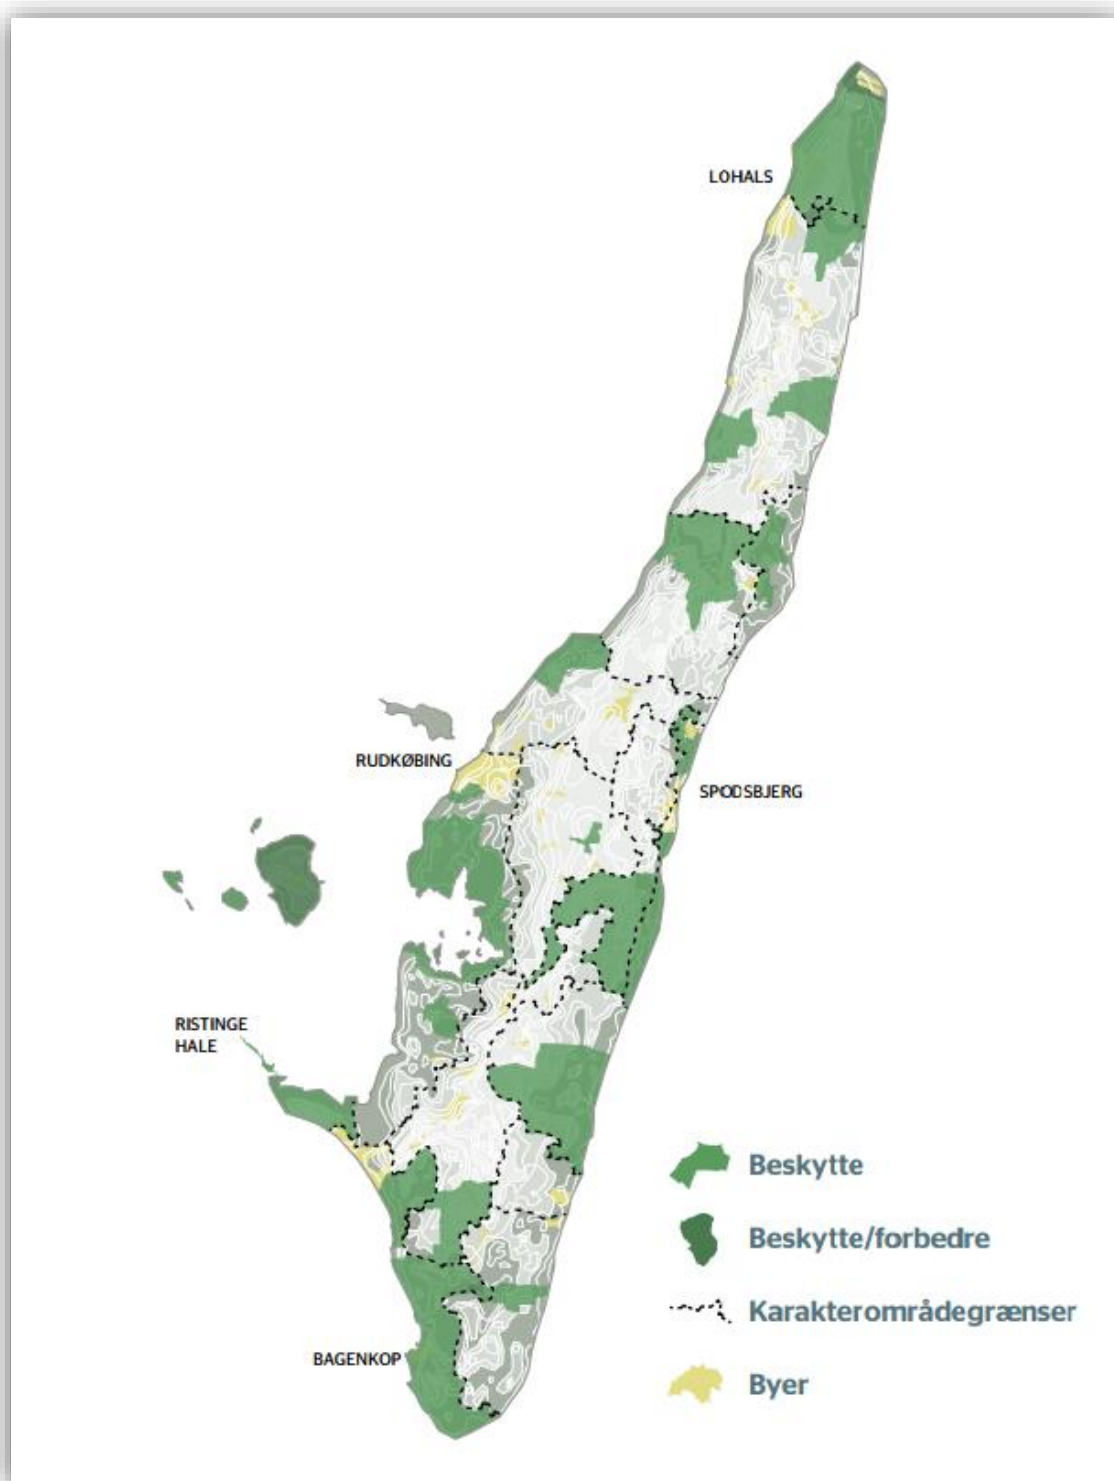 LOHALS
RUDKØBING
SPODSBJERG
RISTINGE
HALE
BAGENKOP
Beskytte
Beskytte/forbedre
Karakterområdegrænser
Byer